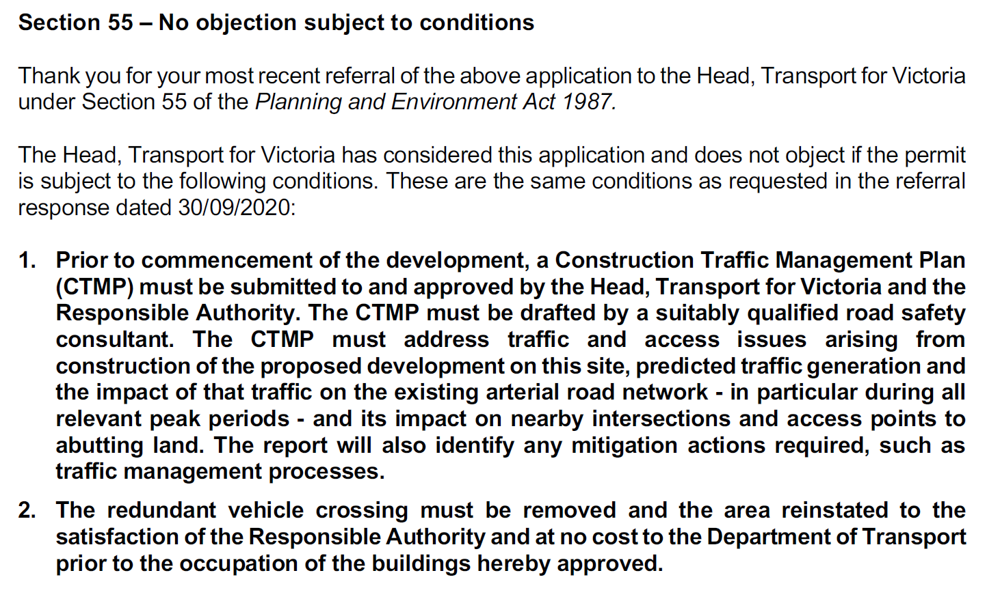 Section 55 – No objection subject to conditions
Thank you for your most recent referral of the above application to the Head, Transport for Victoria
under Section 55 of the Planning and Environment Act 1987.
The Head, Transport for Victoria has considered this application and does not object if the permit
is subject to the following conditions. These are the same conditions as requested in the referral
response dated 30/09/2020:
1. Prior to commencement of the development, a Construction Traffic Management Plan
(CTMP) must be submitted to and approved by the Head, Transport for Victoria and the
Responsible Authority. The CTMP must be drafted by a suitably qualified road safety
consultant. The CTMP must address traffic and access issues arising from
construction of the proposed development on this site, predicted traffic generation and
the impact of that traffic on the existing arterial road network - in particular during all
relevant peak periods - and its impact on nearby intersections and access points to
abutting land. The report will also identify any mitigation actions required, such as
traffic management processes.
2. The redundant vehicle crossing must be removed and the area reinstated to the
satisfaction of the Responsible Authority and at no cost to the Department of Transport
prior to the occupation of the buildings hereby approved.